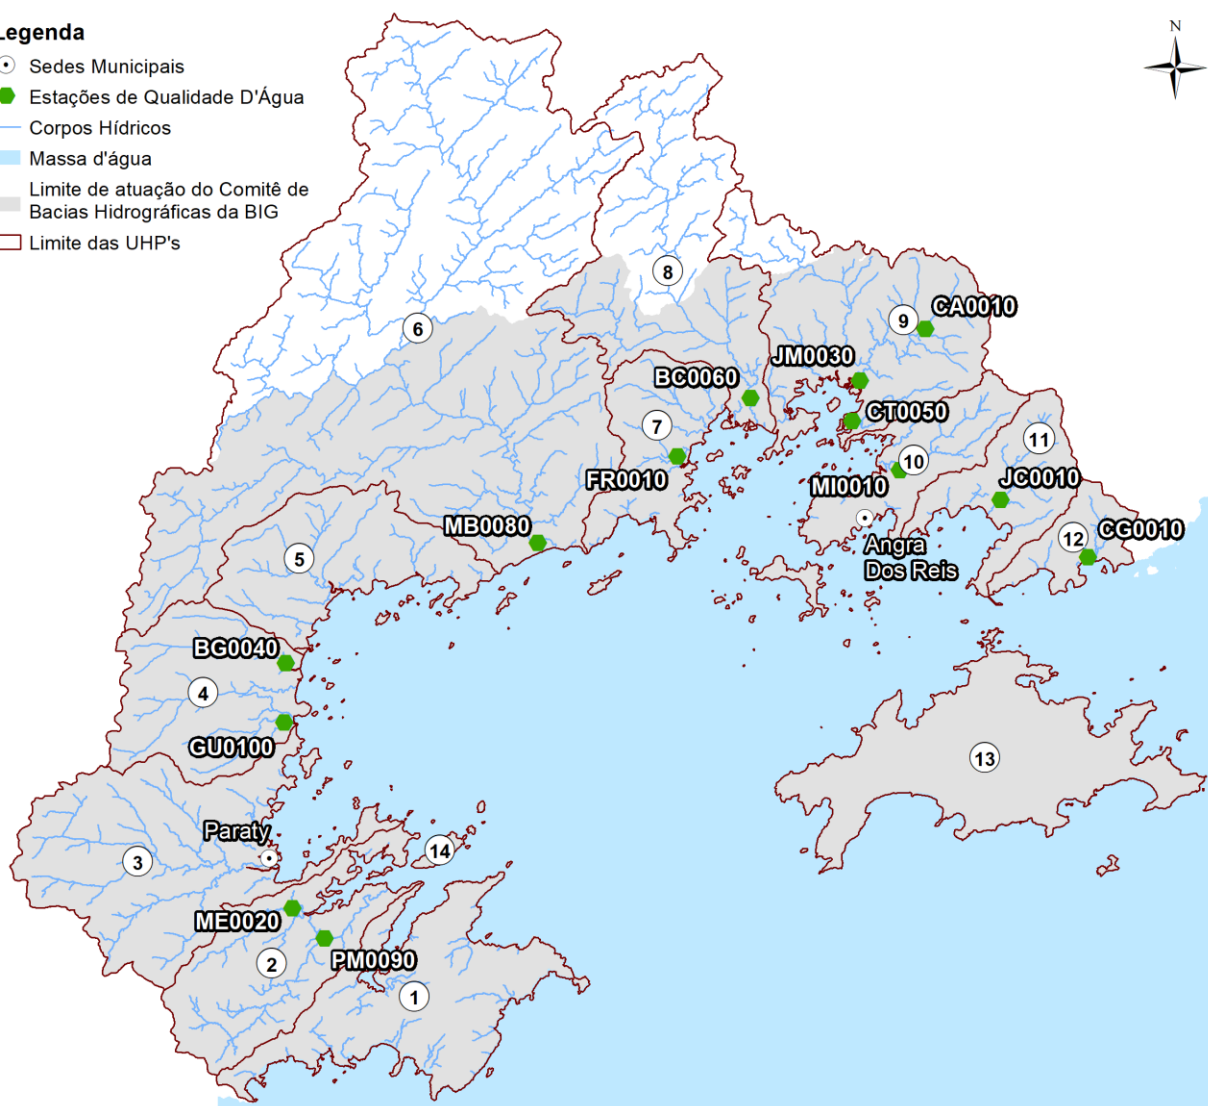 Legenda
Sedes Municipais
Estações de Qualidade D'Água
Corpos Hídricos
Massa d'água
Limite de atuação do Comitê de
Bacias Hidrográficas da BIG
Limite das UHP's
N
8
6
9
CA0010
JM0030
BC0060
CT0050
7
11
10
FR0010
MI0010
JC0010
MB0080
12
CG0010
Angra
Dos Reis
5
BG0040
4
GU0100
13
Paraty
3
14
ME0020
2
PM0090
1